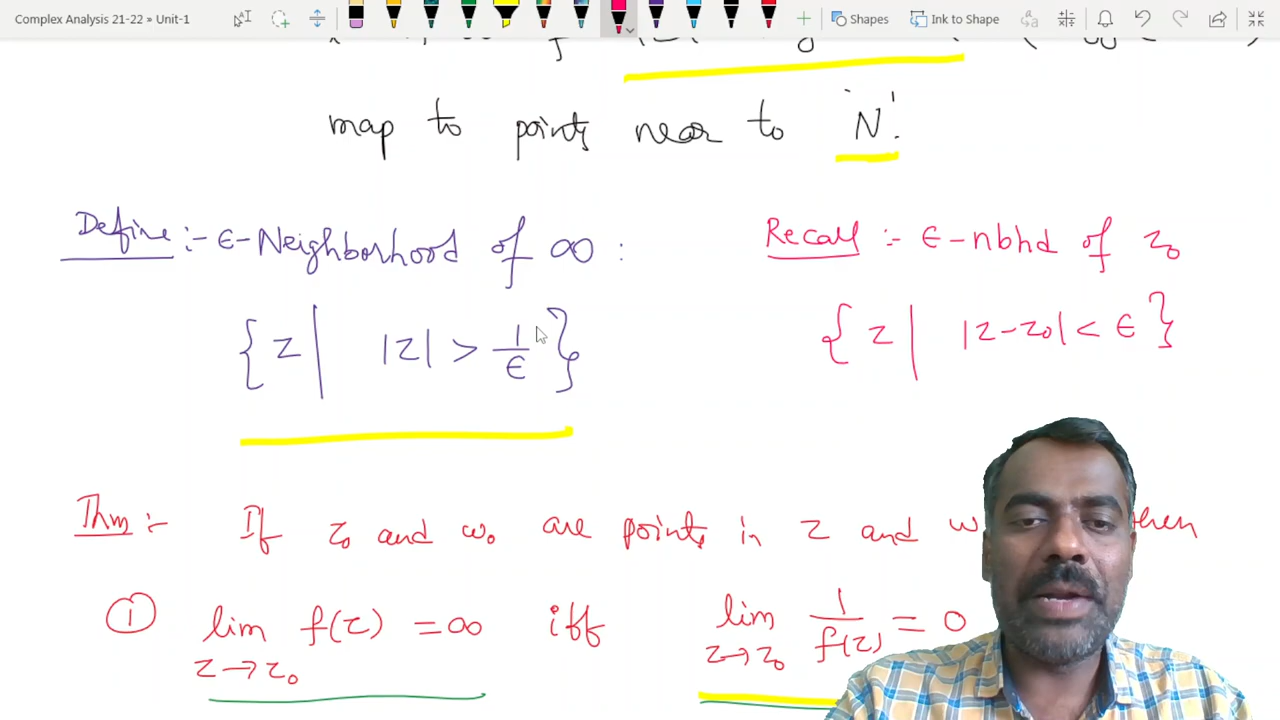 Complex Analysis 21-22 » Unit-1
Shapes
Ink to Shape
map to points near to 'N'.
Define :- ϵ-Neighborhood of ∞ :
Recall :- ϵ-nbhd of z₀
{ z | |z| > 1/ϵ }
{ z | |z-z₀| < ϵ }
Thm :- If z₀ and w₀ are points in z and w then
① lim z→z₀ f(z) = ∞ iff lim z→z₀ 1/f(z) = 0